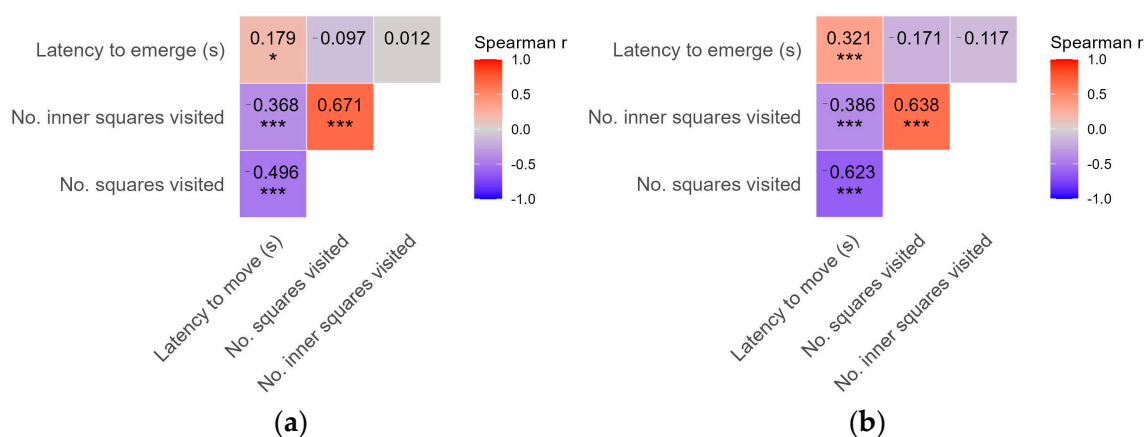 Latency to emerge (s)
0.179
*
-0.097
0.012
No. inner squares visited
-0.368
***
0.671
***
No. squares visited
-0.496
***
Latency to move (s)
No. squares visited
No. inner squares visited
Spearman r
1.0
0.5
0.0
-0.5
-1.0
(a)
Latency to emerge (s)
0.321
***
-0.171
-0.117
No. inner squares visited
-0.386
***
0.638
***
No. squares visited
-0.623
***
Latency to move (s)
No. squares visited
No. inner squares visited
Spearman r
1.0
0.5
0.0
-0.5
-1.0
(b)